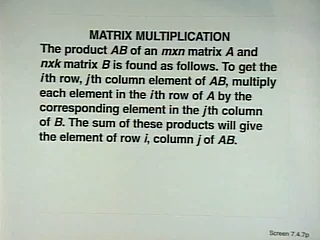 MATRIX MULTIPLICATION
The product AB of an mxn matrix A and
nxk matrix B is found as follows. To get the
ith row, jth column element of AB, multiply
each element in the ith row of A by the
corresponding element in the jth column
of B. The sum of these products will give
the element of row i, column j of AB.
Screen 7.4.7p